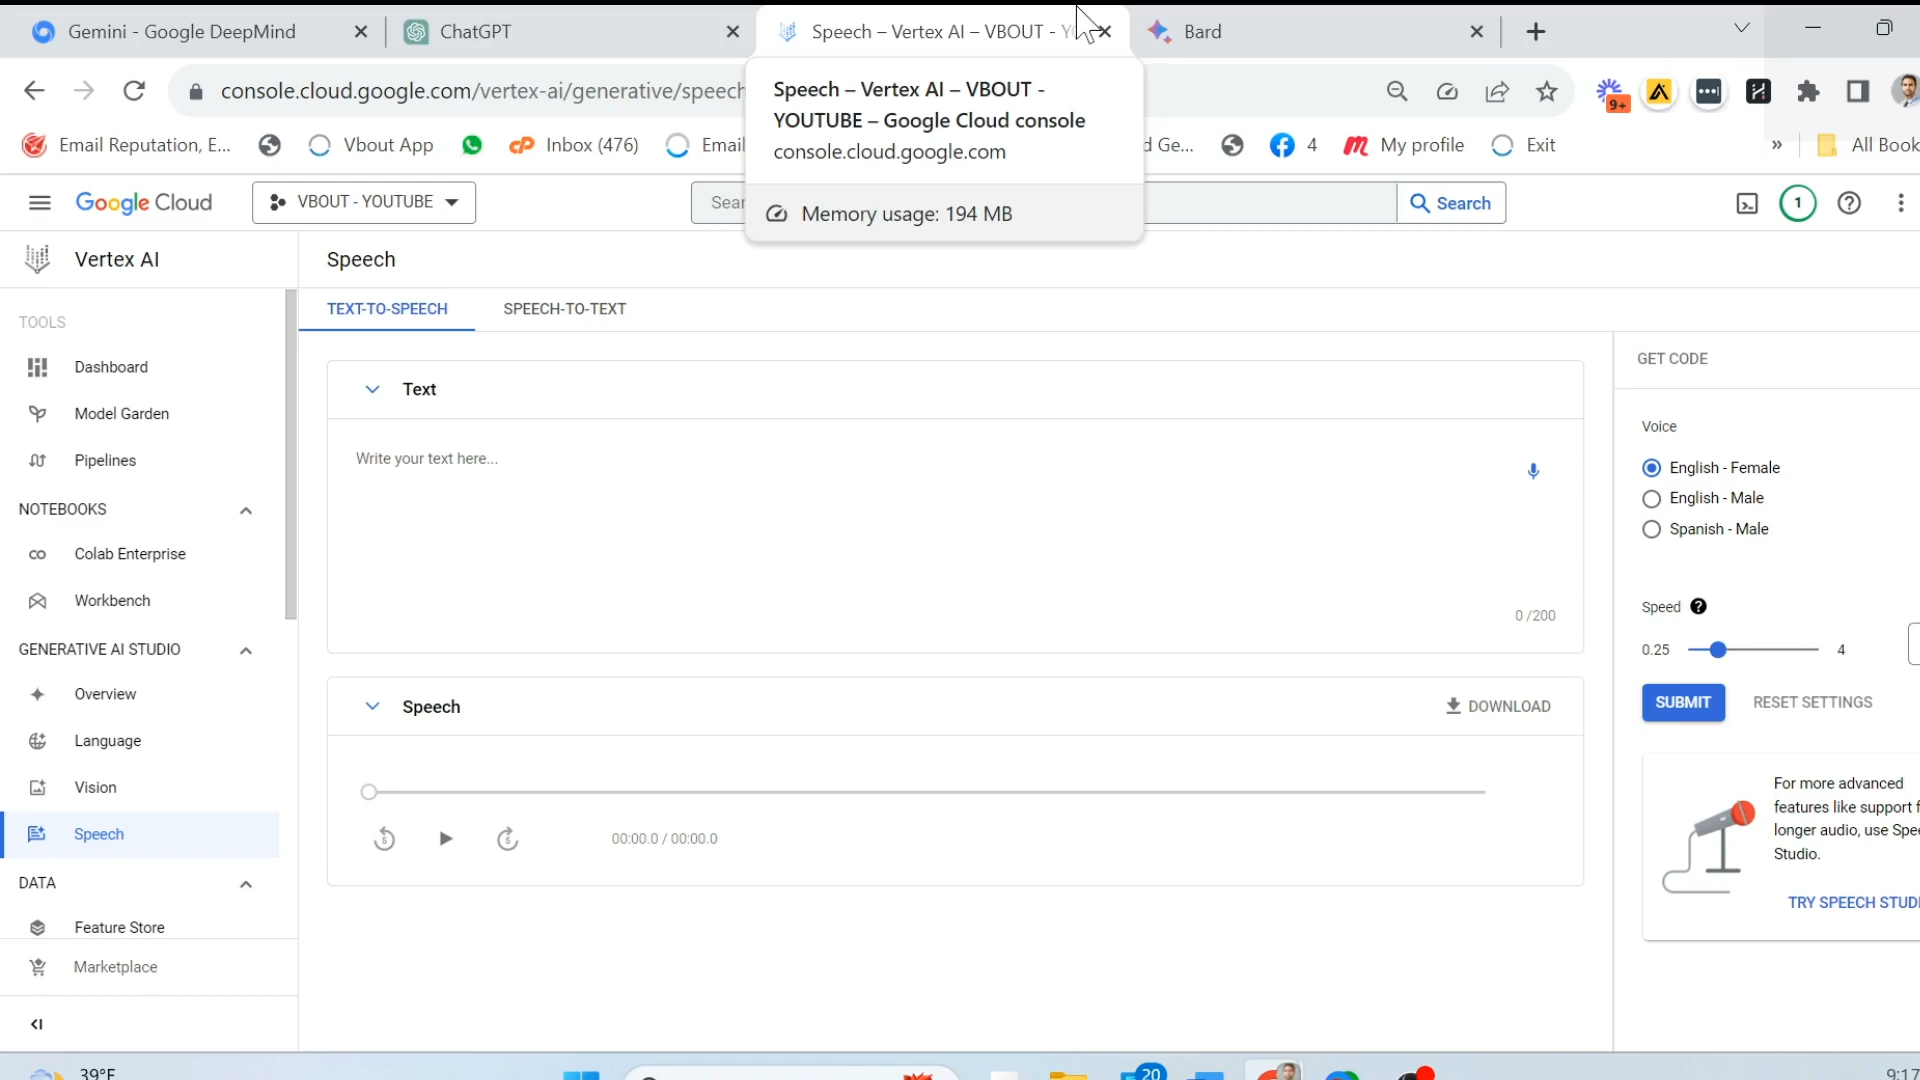 Gemini - Google DeepMind
ChatGPT
Speech – Vertex AI – VBOUT -
Bard
console.cloud.google.com/vertex-ai/generative/speech
Speech – Vertex AI – VBOUT -
YOUTUBE – Google Cloud console
console.cloud.google.com
Memory usage: 194 MB
9+
Email Reputation, E...
Vbout App
Inbox (476)
Email
d Ge...
4
My profile
Exit
»
All Book
Google Cloud
VBOUT - YOUTUBE
Sear
Search
1
Vertex AI
Speech
TOOLS
Dashboard
Model Garden
Pipelines
NOTEBOOKS
Colab Enterprise
Workbench
GENERATIVE AI STUDIO
Overview
Language
Vision
Speech
DATA
Feature Store
Marketplace
TEXT-TO-SPEECH
SPEECH-TO-TEXT
Text
Write your text here...
0 /200
Speech
DOWNLOAD
5
5
00:00.0 / 00:00.0
GET CODE
Voice
English - Female
English - Male
Spanish - Male
Speed
0.25
4
SUBMIT
RESET SETTINGS
For more advanced
features like support f
longer audio, use Spee
Studio.
TRY SPEECH STUDI
39°F
20
9:17